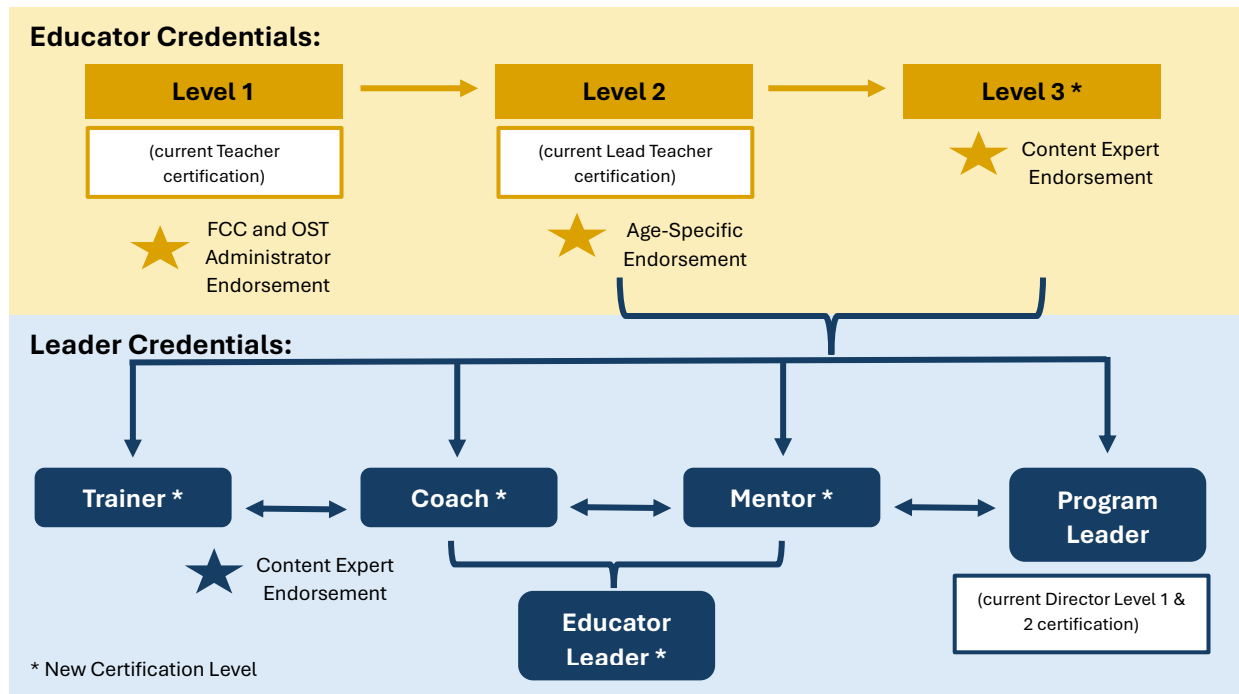 Educator Credentials:
Level 1
Level 2
Level 3 *
(current Teacher
certification)
(current Lead Teacher
certification)
Content Expert
Endorsement
FCC and OST
Administrator
Endorsement
Age-Specific
Endorsement
Leader Credentials:
Trainer *
Coach *
Mentor *
Program
Leader
Content Expert
Endorsement
(current Director Level 1 &
2 certification)
Educator
Leader *
* New Certification Level